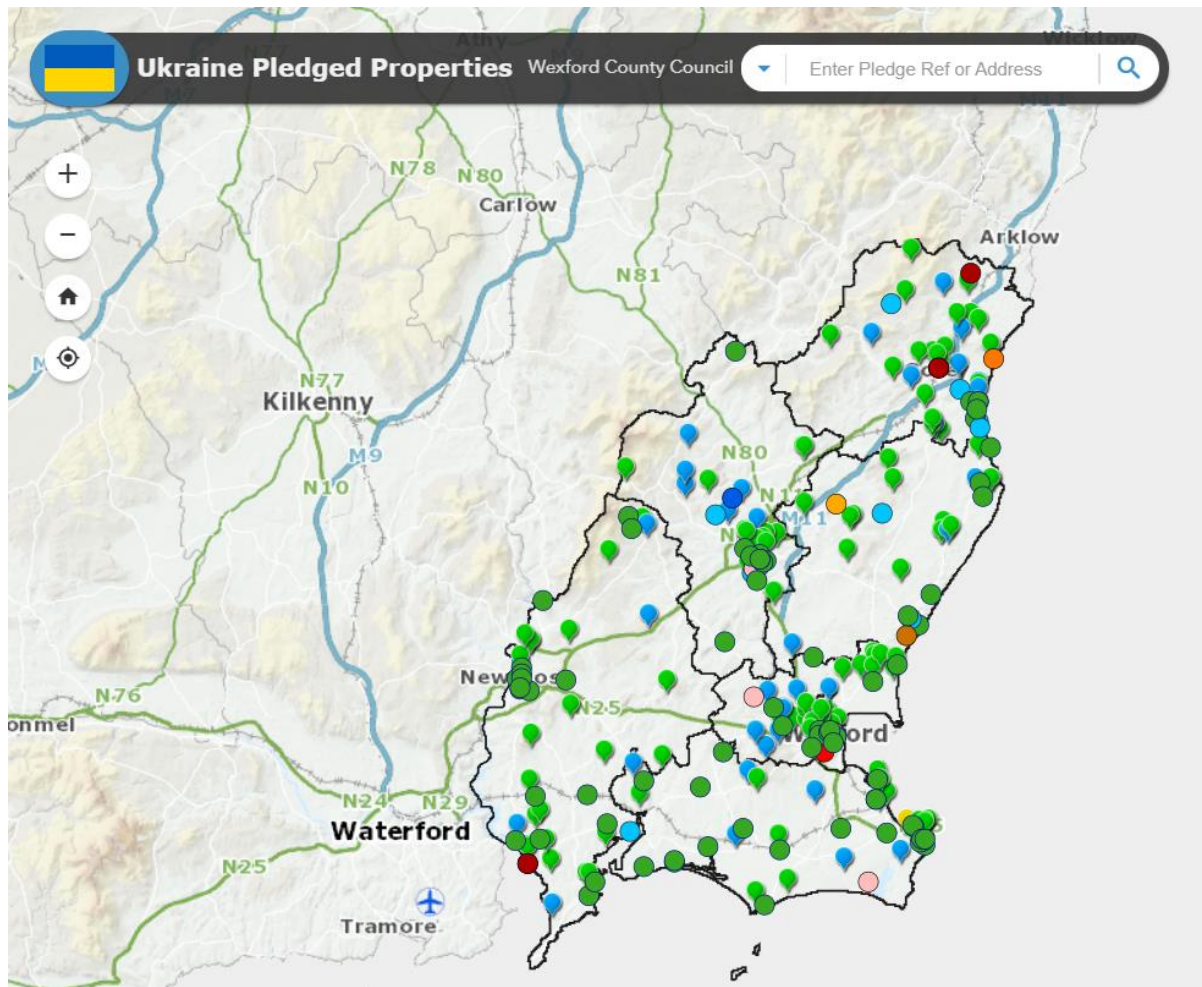 Ukraine Pledged Properties Wexford County Council Enter Pledge Ref or Address
Athy
Wicklow
N78
N80
Carlow
Arklow
N81
N77
Kilkenny
M9
N80
N10
M11
N76
N25
N24
N29
Waterford
N25
Tramore